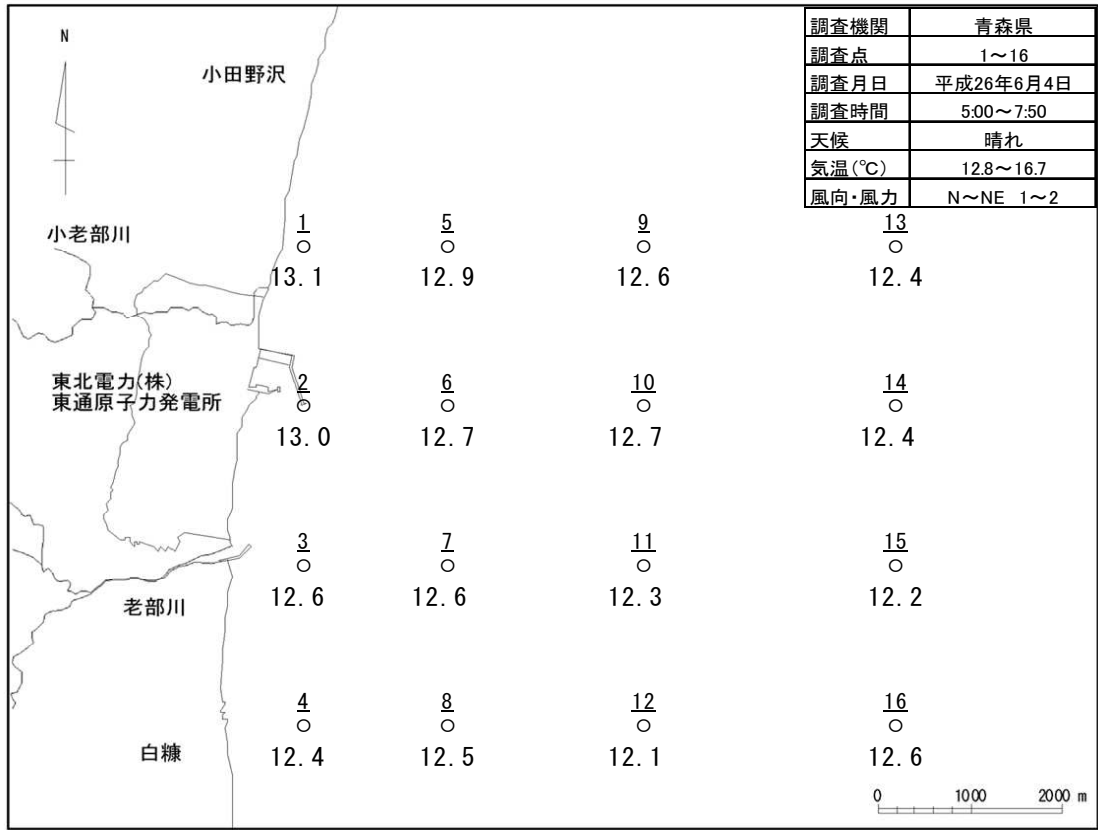 N
小田野沢
調査機関 青森県
調査点 1～16
調査月日 平成26年6月4日
調査時間 5:00～7:50
天候 晴れ
気温(℃) 12.8～16.7
風向・風力 N～NE 1～2
小老部川
1 5 9 13
13.1 12.9 12.6 12.4
東北電力(株)
東通原子力発電所
2 6 10 14
13.0 12.7 12.7 12.4
3 7 11 15
12.6 12.6 12.3 12.2
老部川
4 8 12 16
12.4 12.5 12.1 12.6
白糠
0 1000 2000 m